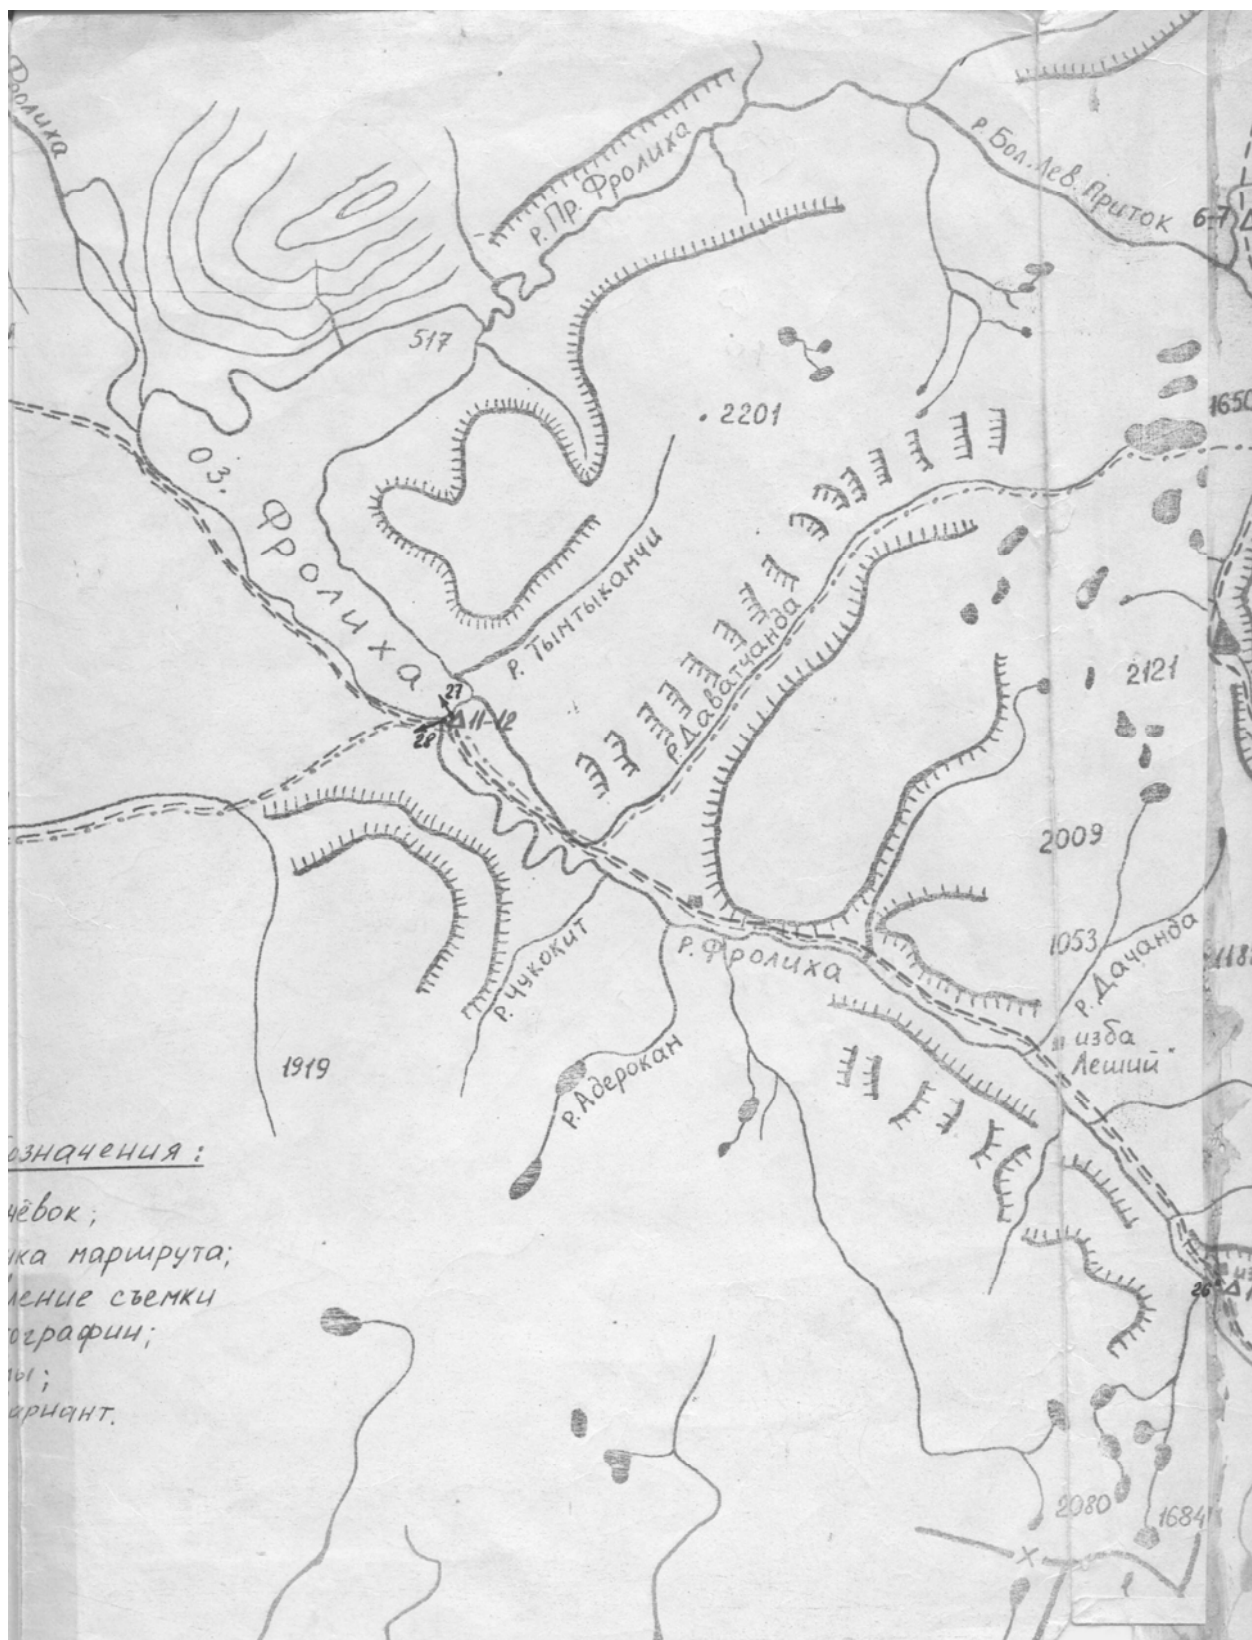 Фролиха
р. Пр. Фролиха
р. Бол. Лев. Приток
6-7
517
1650
2201
оз. Фролиха
р. Тымтыкамчи
р. Даватчанда
2121
27
11-12
28
2009
1053
р. Дачанда
118
р. Фролиха
р. Чукокит
изба
Леший"
1919
р. Адерокан
означения:
чёвок;
ка маршрута;
ление съемки
ографии;
ы;
ариант.
26
2080
1684